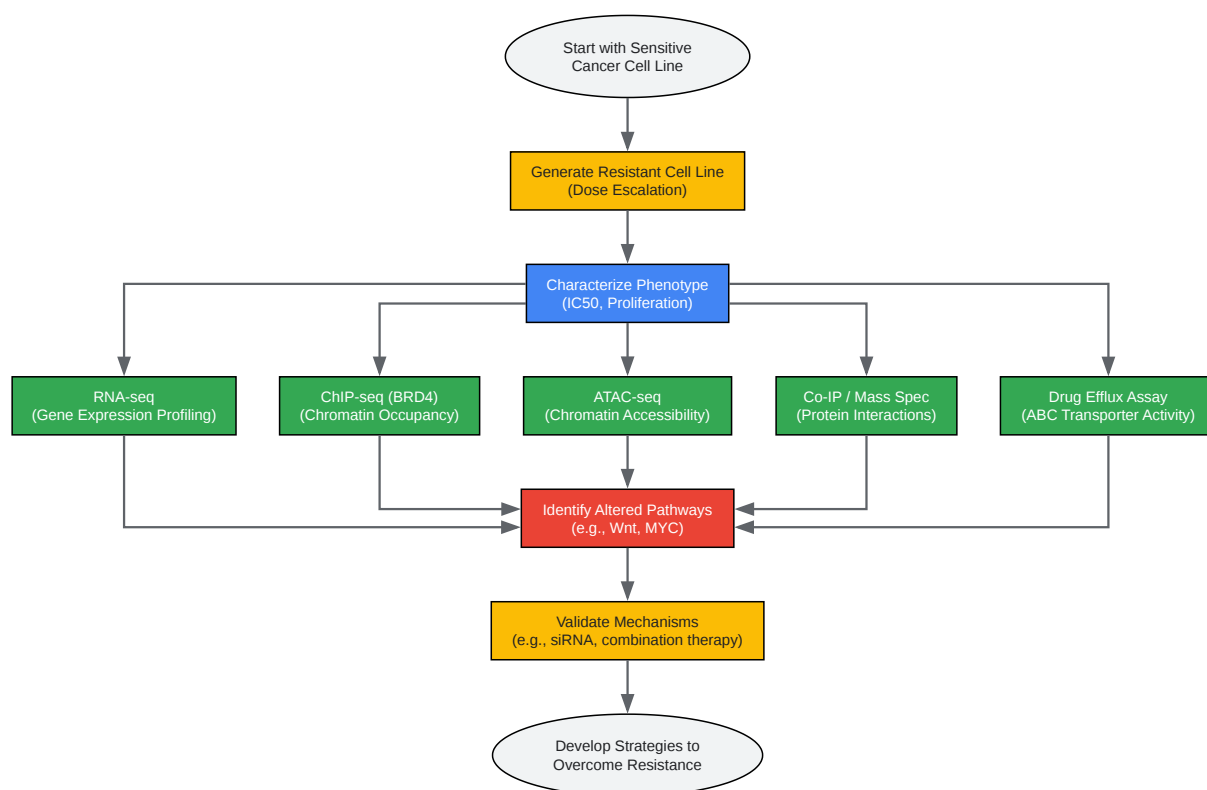 Start with Sensitive
Cancer Cell Line
Generate Resistant Cell Line
(Dose Escalation)
Characterize Phenotype
(IC50, Proliferation)
RNA-seq
(Gene Expression Profiling)
ChIP-seq (BRD4)
(Chromatin Occupancy)
ATAC-seq
(Chromatin Accessibility)
Co-IP / Mass Spec
(Protein Interactions)
Drug Efflux Assay
(ABC Transporter Activity)
Identify Altered Pathways
(e.g., Wnt, MYC)
Validate Mechanisms
(e.g., siRNA, combination therapy)
Develop Strategies to
Overcome Resistance